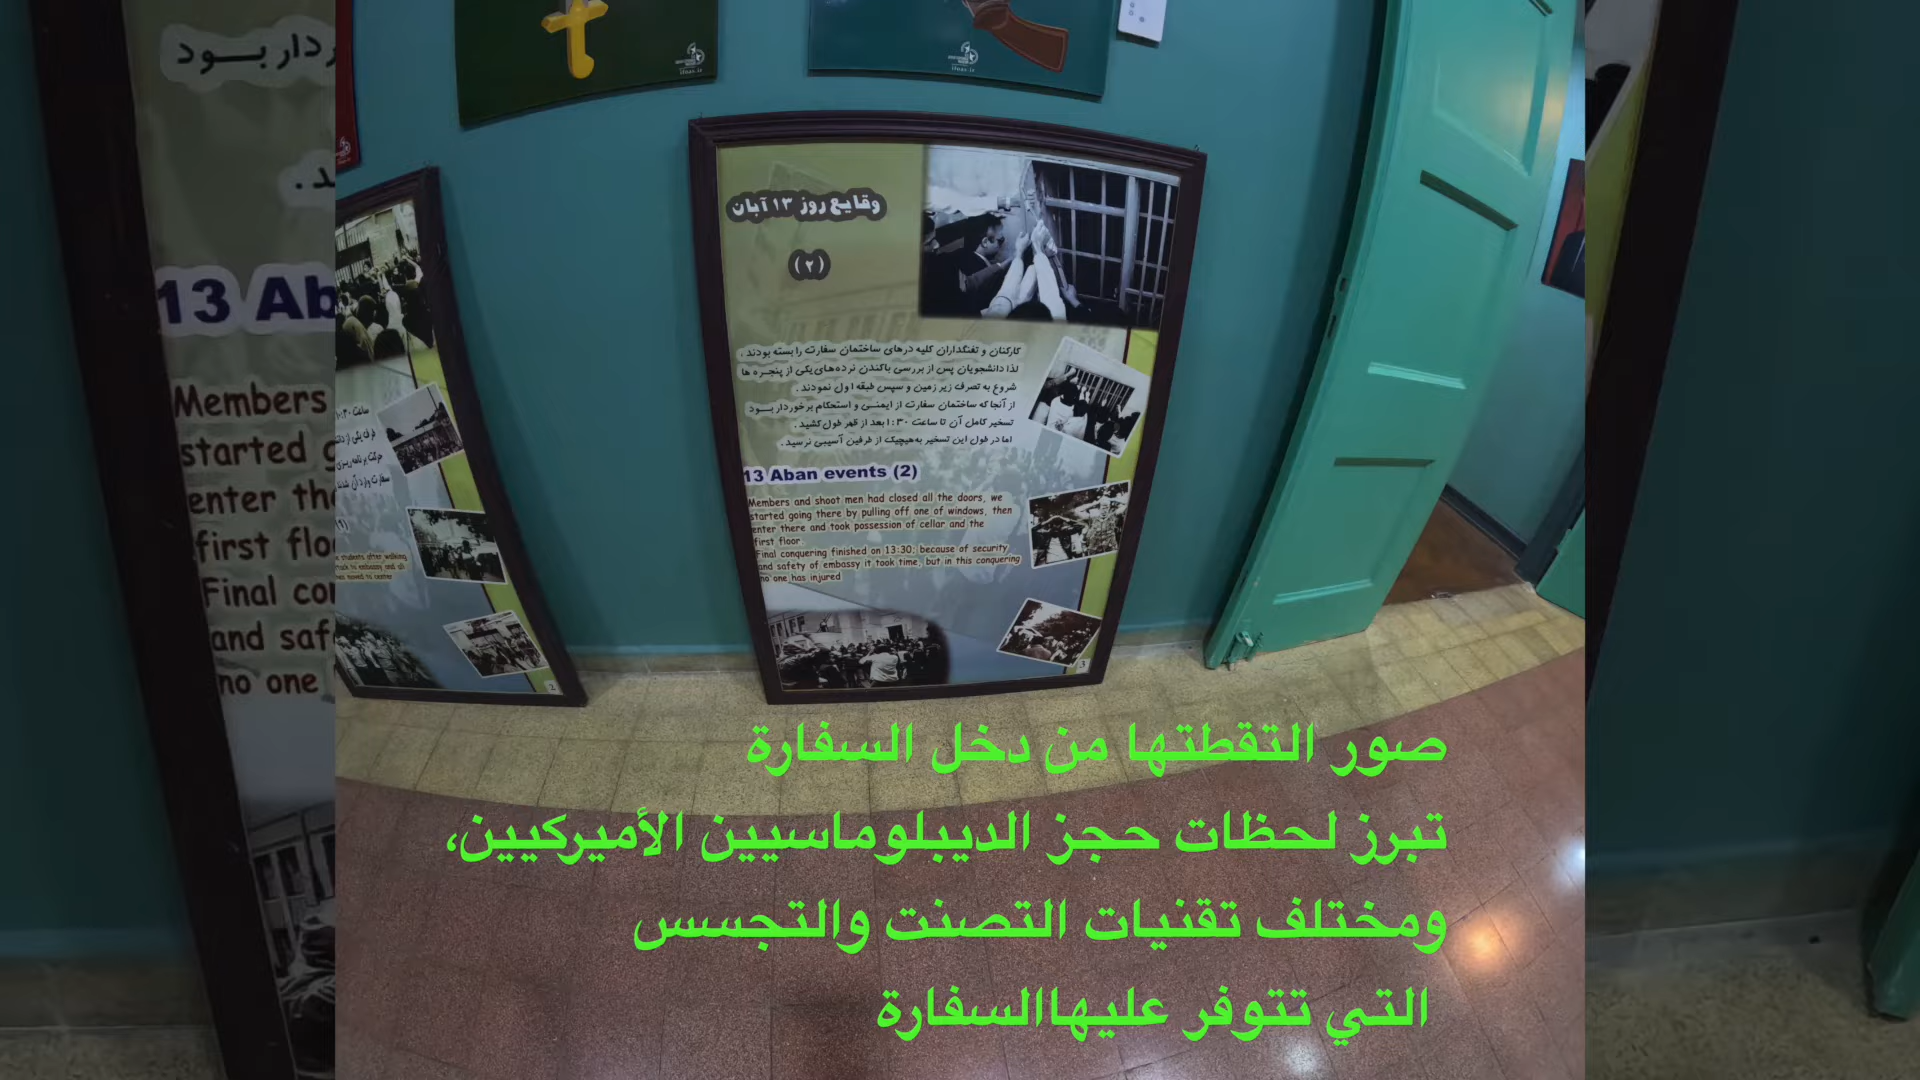 وقایع روز ۱۳ آبان
(۲)
کارکنان و تفنگداران کلیه درهای ساختمان سفارت را بسته بودند .
لذا دانشجویان پس از بررسی باکندن نرده‌های یکی از پنجره ها
شروع به تصرف زیر زمین و سپس طبقه اول نمودند .
از آنجا که ساختمان سفارت از ایمنی و استحکام برخوردار بود
تسخیر کامل آن تا ساعت ۱:۳۰ بعد از ظهر طول کشید .
اما در طول این تسخیر به‌هیچیک از طرفین آسیبی نرسید .
13 Aban events (2)
Members and shoot men had closed all the doors, we
started going there by pulling off one of windows, then
enter there and took possession of cellar and the
first floor.
Final conquering finished on 13:30; because of security
and safety of embassy it took time, but in this conquering
no one has injured
3
2
صور التقطتها من دخل السفارة
تبرز لحظات حجز الديبلوماسيين الأميركيين،
ومختلف تقنيات التصنت والتجسس
التي تتوفر عليهاالسفارة
13 Ab
Members
started g
enter the
first floo
Final con
and safe
no one